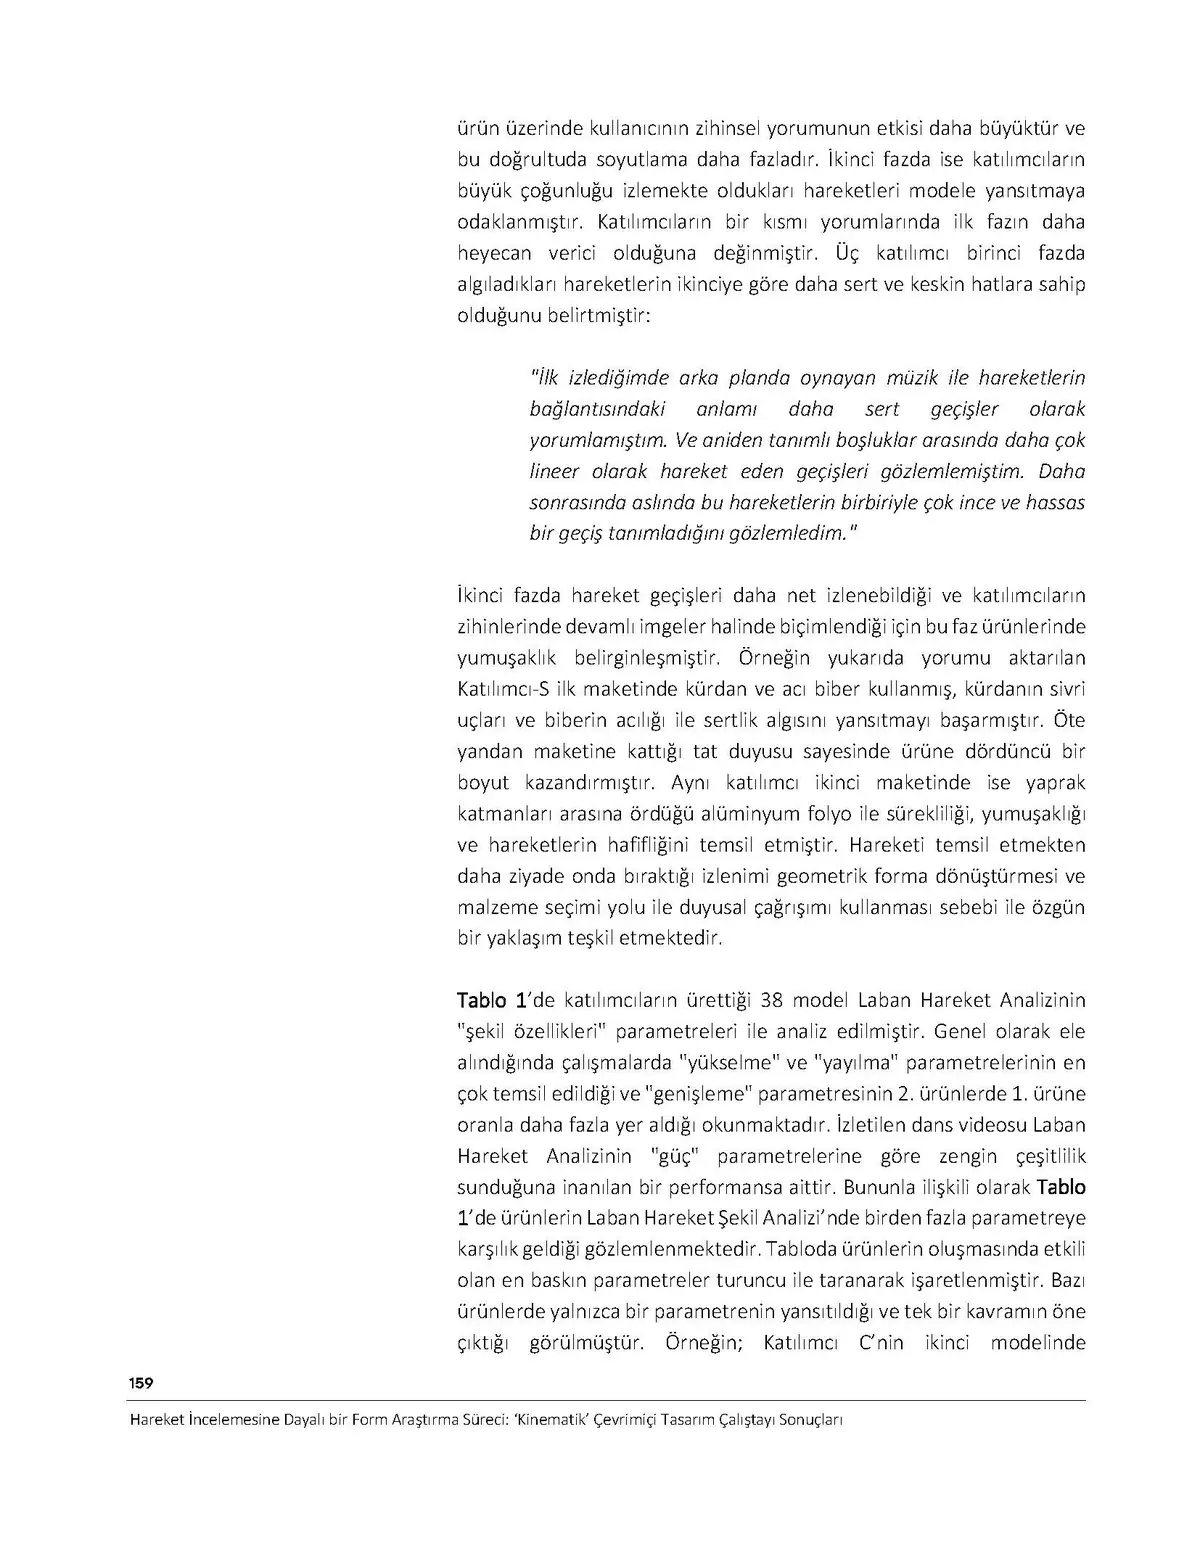 ürün üzerinde kullanıcının zihinsel yorumunun etkisi daha büyüktür ve
bu doğrultuda soyutlama daha fazladır. İkinci fazda ise katılımcıların
büyük çoğunluğu izlemekte oldukları hareketleri modele yansıtmaya
odaklanmıştır. Katılımcıların bir kısmı yorumlarında ilk fazın daha
heyecan verici olduğuna değinmiştir. Üç katılımcı birinci fazda
algıladıkları hareketlerin ikinciye göre daha sert ve keskin hatlara sahip
olduğunu belirtmiştir:
"İlk izlediğimde arka planda oynayan müzik ile hareketlerin
bağlantısındaki anlamı daha sert geçişler olarak
yorumlamıştım. Ve aniden tanımlı boşluklar arasında daha çok
lineer olarak hareket eden geçişleri gözlemlemiştim. Daha
sonrasında aslında bu hareketlerin birbiriyle çok ince ve hassas
bir geçiş tanımladığını gözlemledim."
İkinci fazda hareket geçişleri daha net izlenebildiği ve katılımcıların
zihinlerinde devamlı imgeler halinde biçimlendiği için bu faz ürünlerinde
yumuşaklık belirginleşmiştir. Örneğin yukarıda yorumu aktarılan
Katılımcı-S ilk maketinde kürdan ve acı biber kullanmış, kürdanın sivri
uçları ve biberin acılığı ile sertlik algısını yansıtmayı başarmıştır. Öte
yandan maketine kattığı tat duyusu sayesinde ürüne dördüncü bir
boyut kazandırmıştır. Aynı katılımcı ikinci maketinde ise yaprak
katmanları arasına ördüğü alüminyum folyo ile sürekliliği, yumuşaklığı
ve hareketlerin hafifliğini temsil etmiştir. Hareketi temsil etmekten
daha ziyade onda bıraktığı izlenimi geometrik forma dönüştürmesi ve
malzeme seçimi yolu ile duyusal çağrışımı kullanması sebebi ile özgün
bir yaklaşım teşkil etmektedir.
Tablo 1'de katılımcıların ürettiği 38 model Laban Hareket Analizinin
"şekil özellikleri" parametreleri ile analiz edilmiştir. Genel olarak ele
alındığında çalışmalarda "yükselme" ve "yayılma" parametrelerinin en
çok temsil edildiği ve "genişleme" parametresinin 2. ürünlerde 1. ürüne
oranla daha fazla yer aldığı okunmaktadır. İzletilen dans videosu Laban
Hareket Analizinin "güç" parametrelerine göre zengin çeşitlilik
sunduğuna inanılan bir performansa aittir. Bununla ilişkili olarak Tablo
1'de ürünlerin Laban Hareket Şekil Analizi'nde birden fazla parametreye
karşılık geldiği gözlemlenmektedir. Tabloda ürünlerin oluşmasında etkili
olan en baskın parametreler turuncu ile taranarak işaretlenmiştir. Bazı
ürünlerde yalnızca bir parametrenin yansıtıldığı ve tek bir kavramın öne
çıktığı görülmüştür. Örneğin; Katılımcı C'nin ikinci modelinde
159
Hareket İncelemesine Dayalı bir Form Araştırma Süreci: 'Kinematik' Çevrimiçi Tasarım Çalıştayı Sonuçları